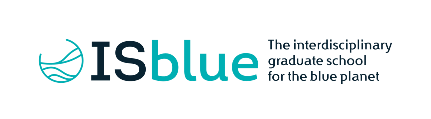 ISblue
The interdisciplinary
graduate school
for the blue planet